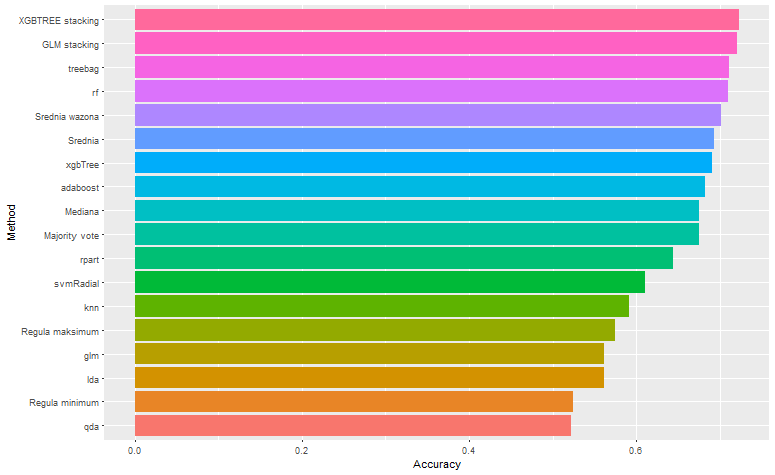 XGBTREE stacking
GLM stacking
treebag
rf
Srednia wazona
Srednia
xgbTree
adaboost
Mediana
Majority vote
rpart
svmRadial
knn
Regula maksimum
glm
lda
Regula minimum
qda
Method
0.0 0.2 0.4 0.6
Accuracy